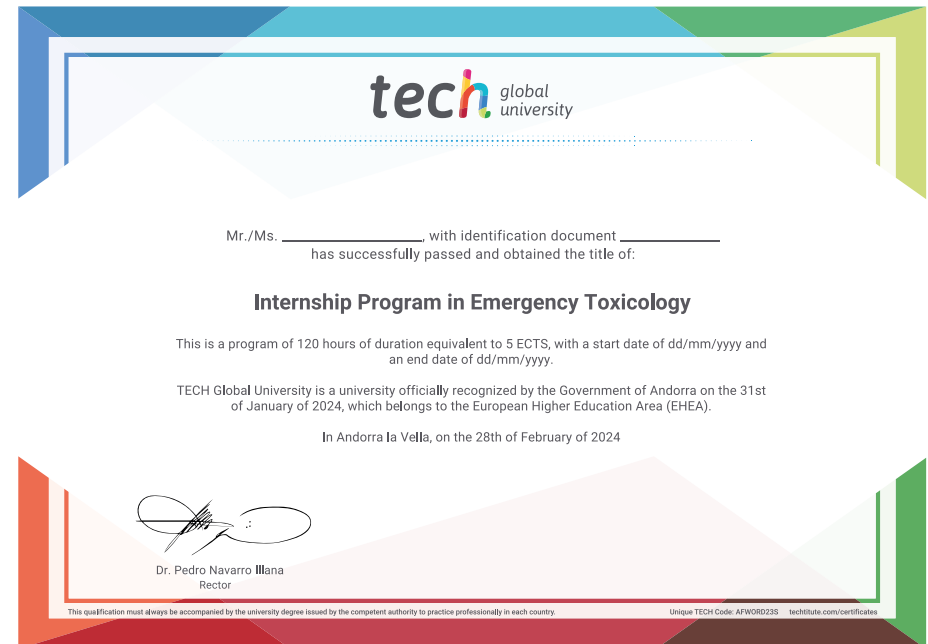 tech global university
Mr./Ms. ____________, with identification document ____________
has successfully passed and obtained the title of:
Internship Program in Emergency Toxicology
This is a program of 120 hours of duration equivalent to 5 ECTS, with a start date of dd/mm/yyyy and
an end date of dd/mm/yyyy.
TECH Global University is a university officially recognized by the Government of Andorra on the 31st
of January of 2024, which belongs to the European Higher Education Area (EHEA).
In Andorra la Vella, on the 28th of February of 2024
Dr. Pedro Navarro Illana
Rector
This qualification must always be accompanied by the university degree issued by the competent authority to practice professionally in each country. Unique TECH Code: AFWORD23S techtitute.com/certificates